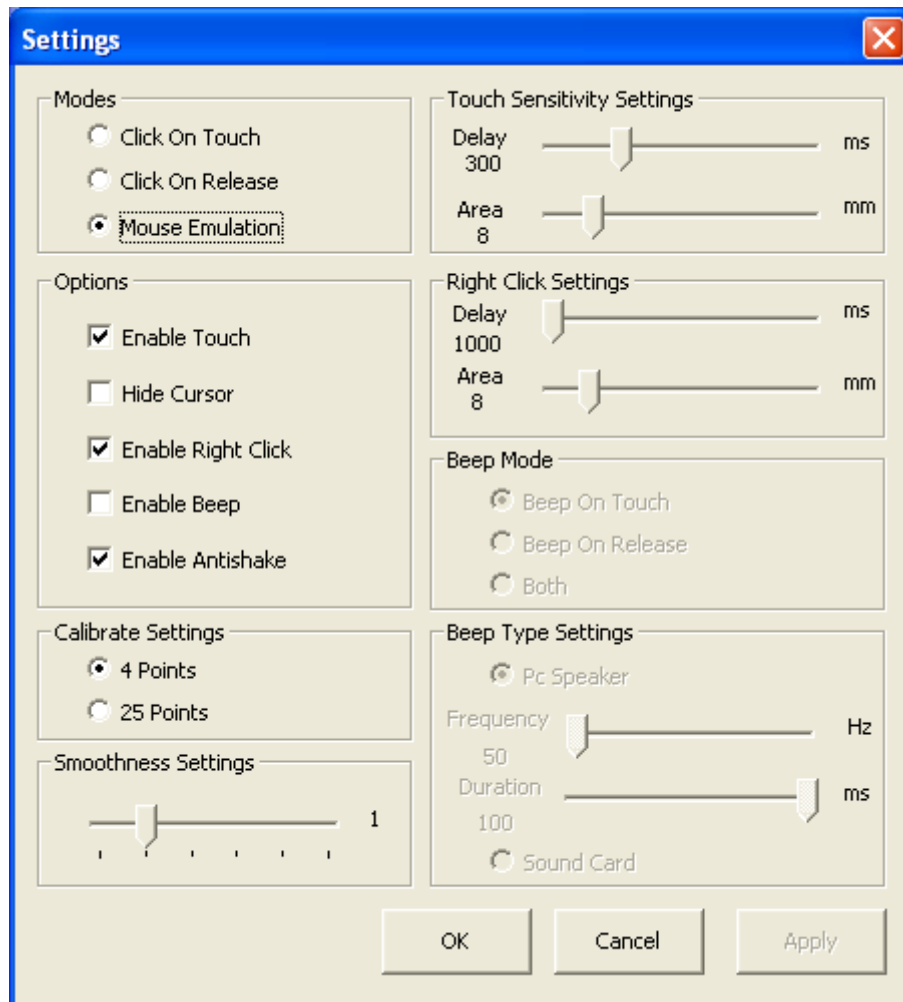 Settings
Modes
Click On Touch
Click On Release
Mouse Emulation
Options
Enable Touch
Hide Cursor
Enable Right Click
Enable Beep
Enable Antishake
Calibrate Settings
4 Points
25 Points
Smoothness Settings
1
Touch Sensitivity Settings
Delay
300
ms
Area
8
mm
Right Click Settings
Delay
1000
ms
Area
8
mm
Beep Mode
Beep On Touch
Beep On Release
Both
Beep Type Settings
Pc Speaker
Frequency
50
Hz
Duration
100
ms
Sound Card
OK
Cancel
Apply